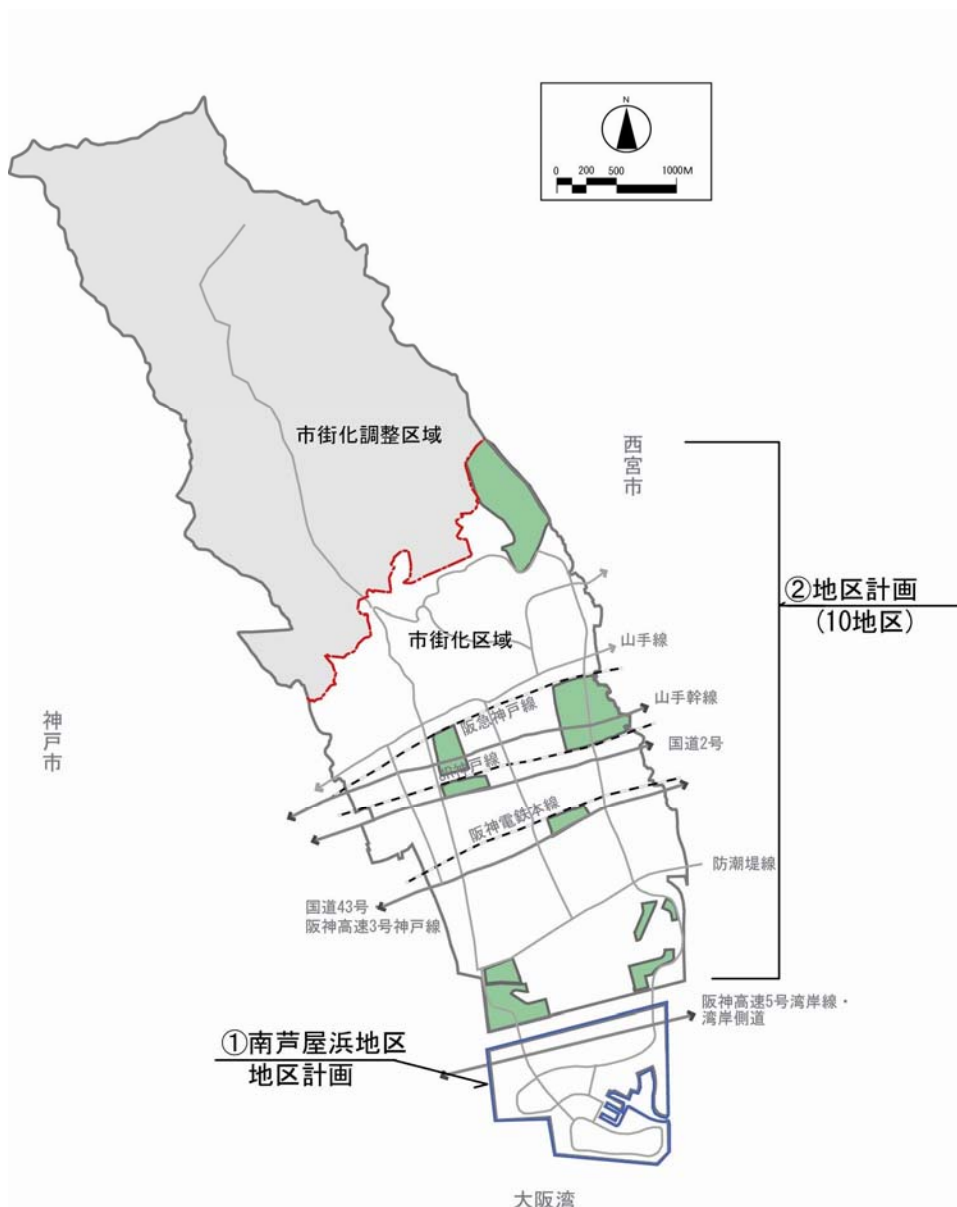 N
0 200 500 1000M
市街化調整区域
西宮市
②地区計画
(10地区)
市街化区域
山手線
山手幹線
阪急神戸線
神戸市
国道2号
JR神戸線
阪神電鉄本線
防潮堤線
国道43号
阪神高速3号神戸線
阪神高速5号湾岸線・
湾岸側道
①南芦屋浜地区
地区計画
大阪湾